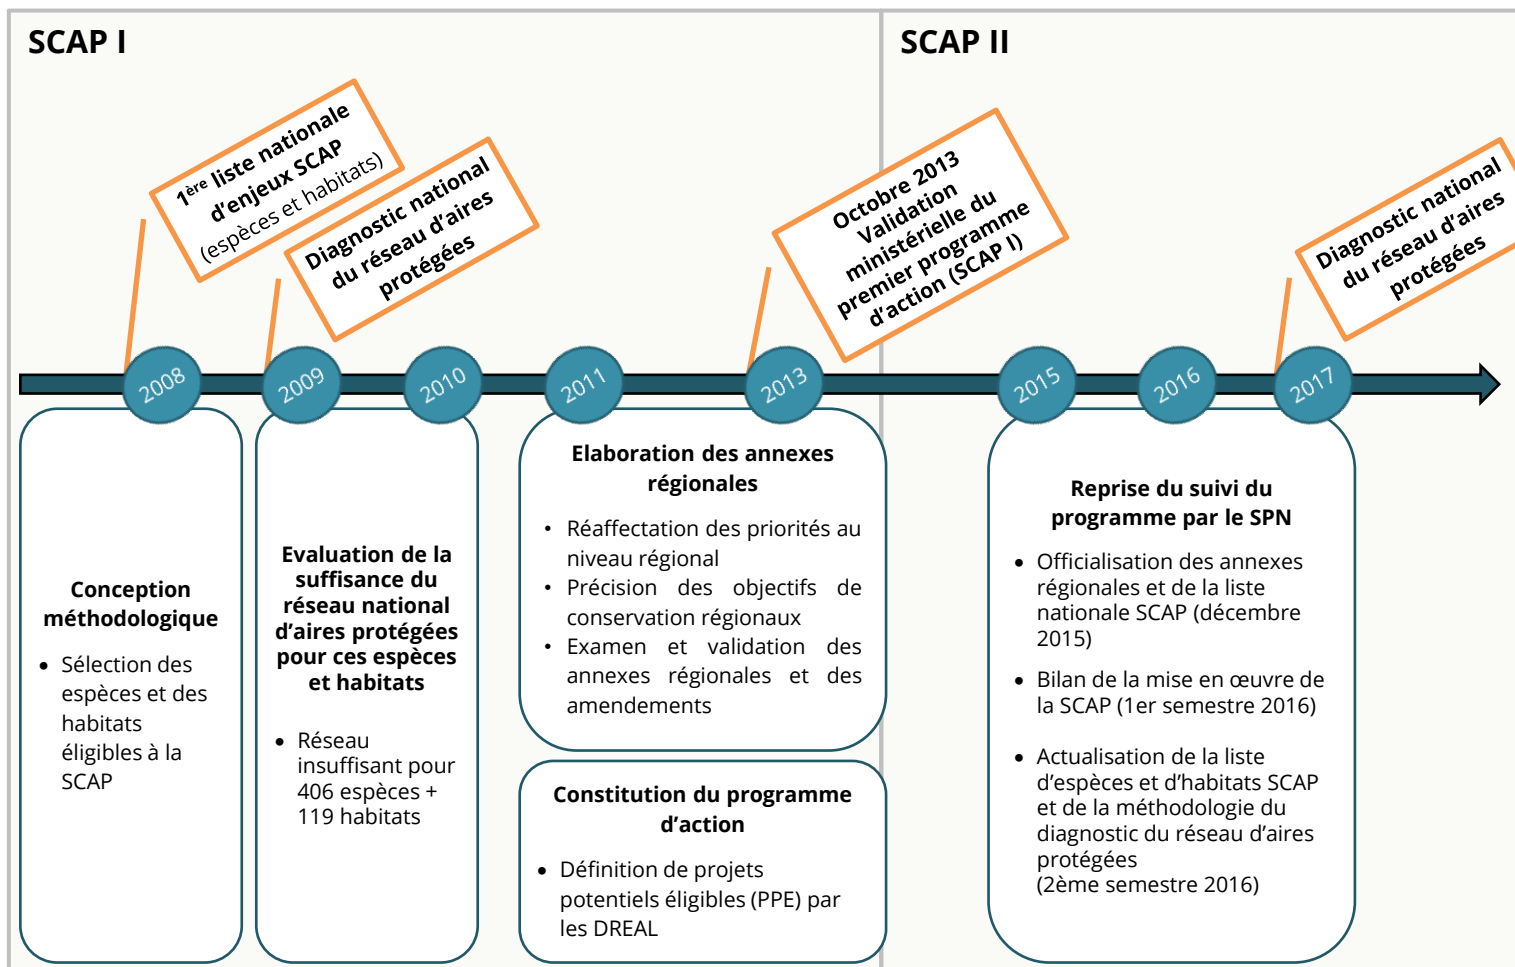 SCAP I
SCAP II
1ère liste nationale
d'enjeux SCAP
(espèces et habitats)
Diagnostic national
du réseau d'aires
protégées
Octobre 2013
Validation
ministérielle du
premier programme
d'action (SCAP I)
Diagnostic national
du réseau d'aires
protégées
2008
2009
2010
2011
2013
2015
2016
2017
Conception
méthodologique
• Sélection des
espèces et des
habitats
éligibles à la
SCAP
Evaluation de la
suffisance du
réseau national
d'aires protégées
pour ces espèces
et habitats
• Réseau
insuffisant pour
406 espèces +
119 habitats
Elaboration des annexes
régionales
• Réaffectation des priorités au
niveau régional
• Précision des objectifs de
conservation régionaux
• Examen et validation des
annexes régionales et des
amendements
Constitution du programme
d'action
• Définition de projets
potentiels éligibles (PPE) par
les DREAL
Reprise du suivi du
programme par le SPN
• Officialisation des annexes
régionales et de la liste
nationale SCAP (décembre
2015)
• Bilan de la mise en œuvre de
la SCAP (1er semestre 2016)
• Actualisation de la liste
d'espèces et d'habitats SCAP
et de la méthodologie du
diagnostic du réseau d'aires
protégées
(2ème semestre 2016)